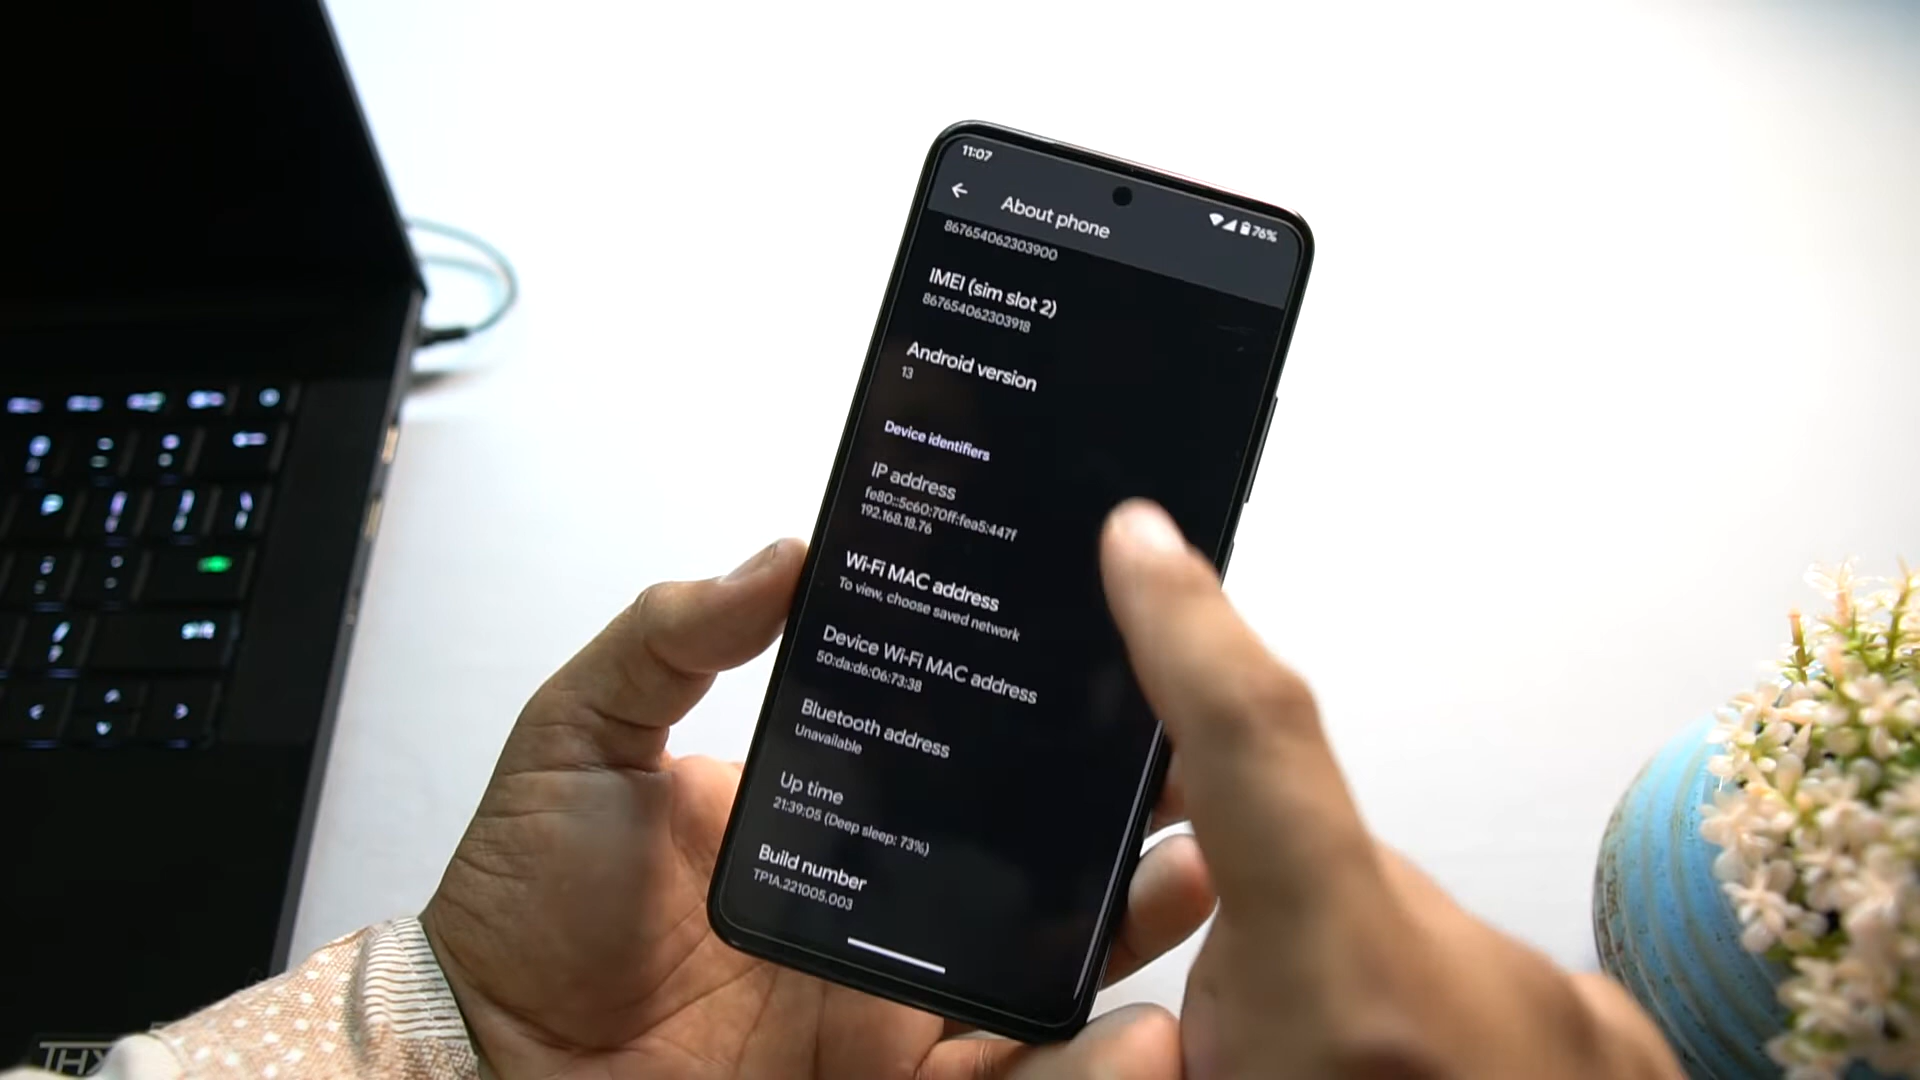 11:07
76%
About phone
867654062303900
IMEI (sim slot 2)
867654062303918
Android version
13
Device identifiers
IP address
fe80::5c60:70ff:fea5:447f
192.168.18.76
Wi-Fi MAC address
To view, choose saved network
Device Wi-Fi MAC address
50:da:d6:06:73:38
Bluetooth address
Unavailable
Up time
21:39:05 (Deep sleep: 73%)
Build number
TP1A.221005.003
THX